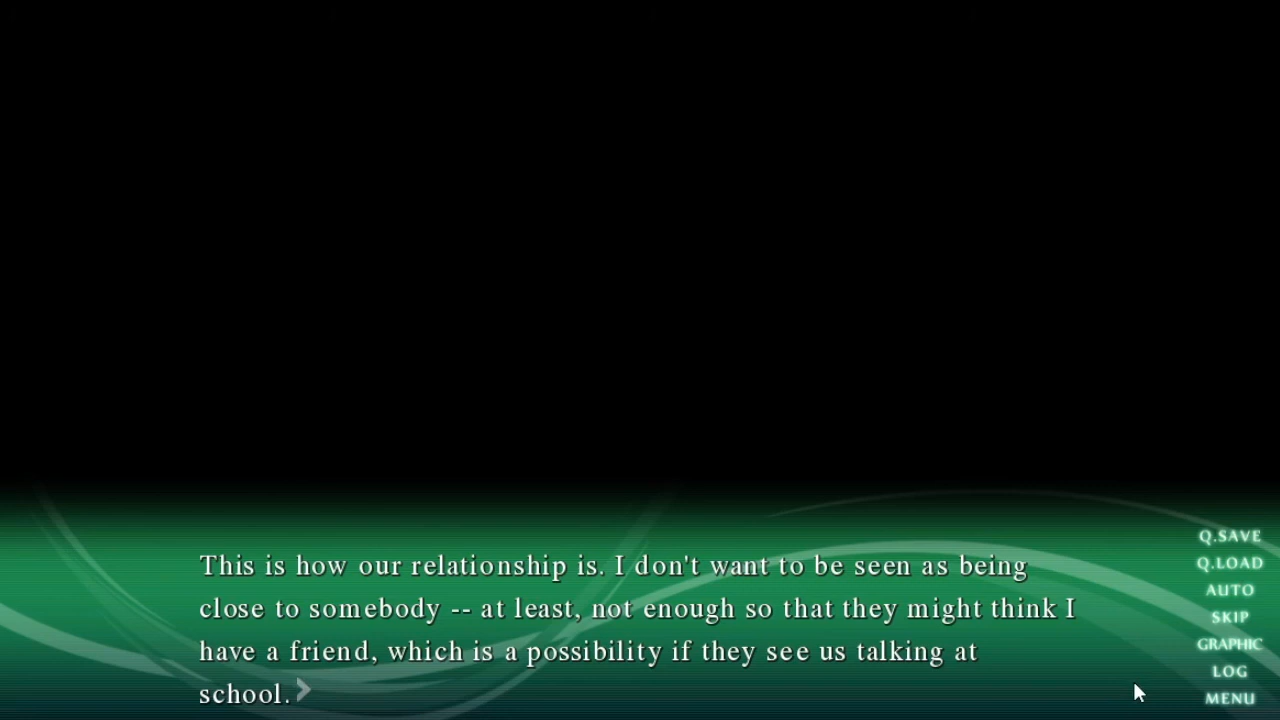 This is how our relationship is. I don't want to be seen as being
close to somebody -- at least, not enough so that they might think I
have a friend, which is a possibility if they see us talking at
school.
Q.SAVE
Q.LOAD
AUTO
SKIP
GRAPHIC
LOG
MENU